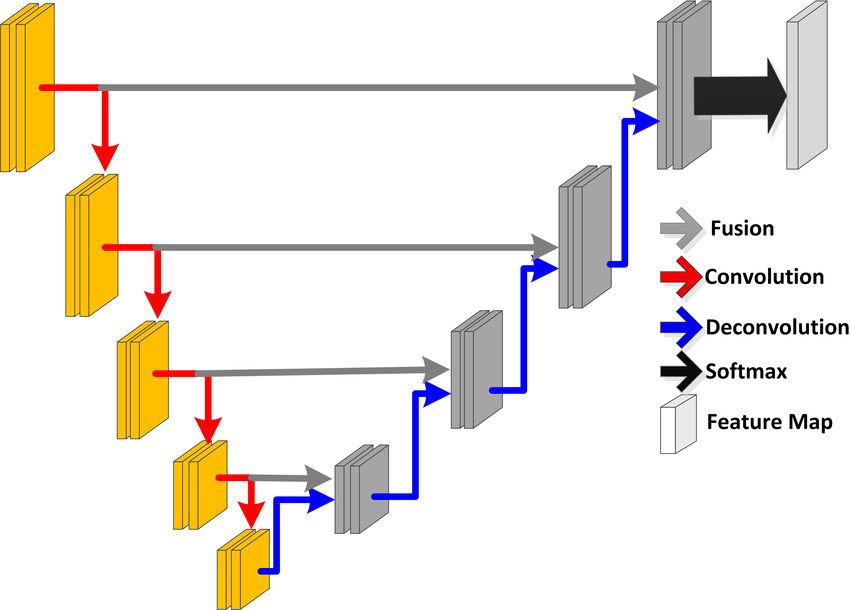 Fusion
Convolution
Deconvolution
Softmax
Feature Map